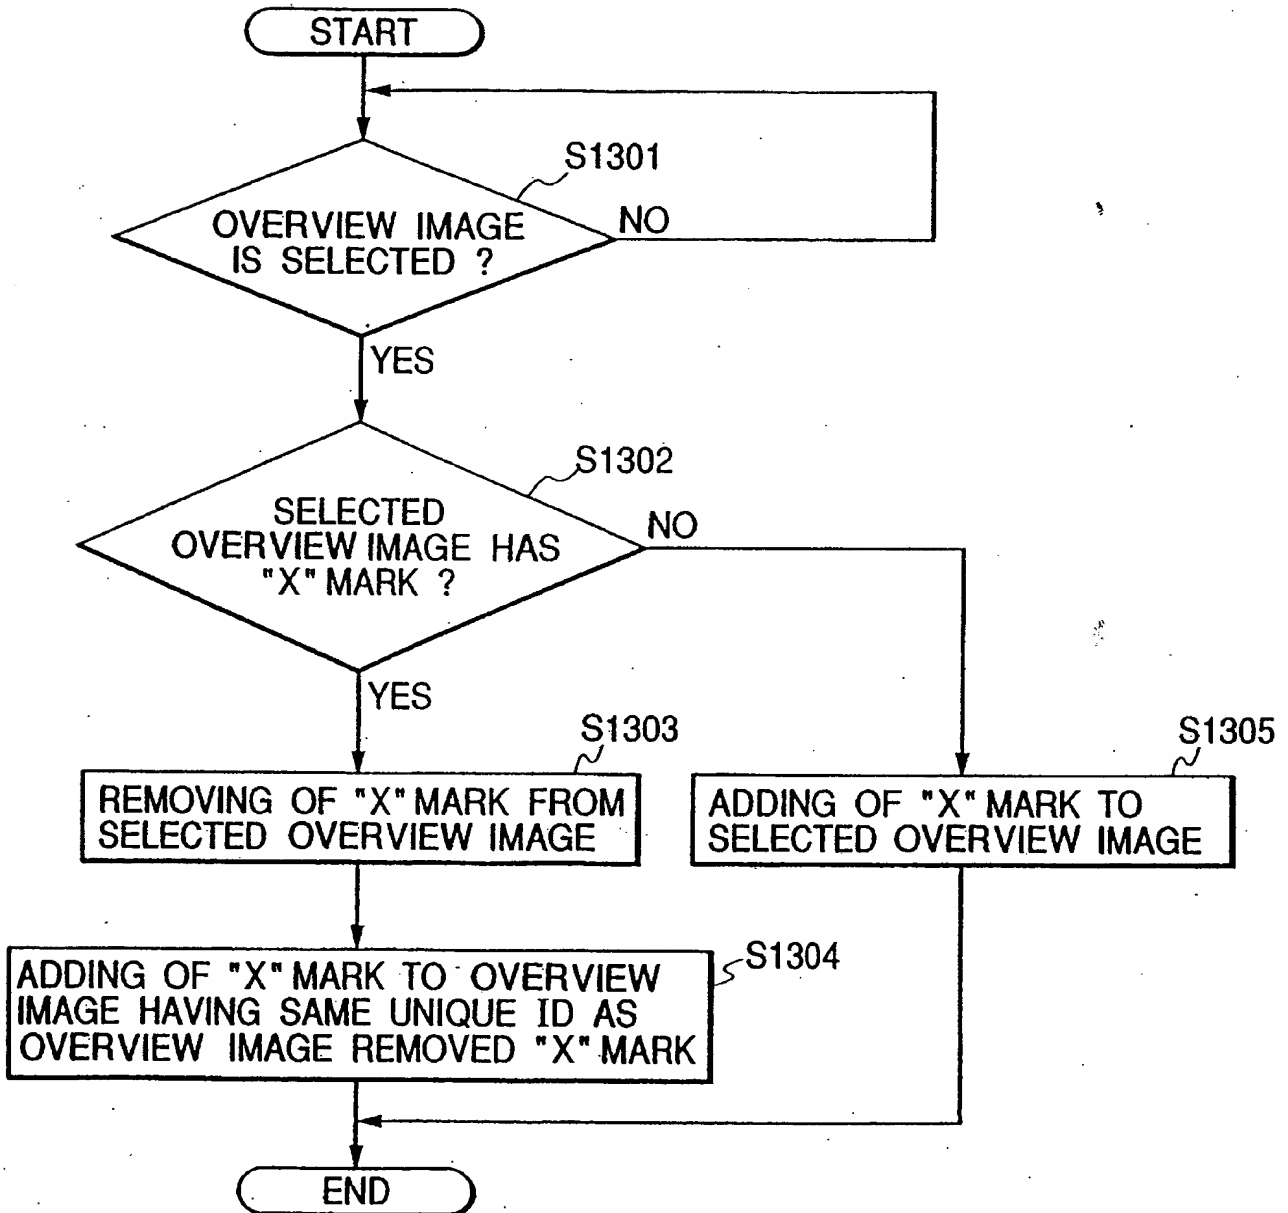 START
S1301
OVERVIEW IMAGE
IS SELECTED ?
NO
YES
S1302
SELECTED
OVERVIEW IMAGE HAS
"X" MARK ?
NO
YES
S1303
REMOVING OF "X" MARK FROM
SELECTED OVERVIEW IMAGE
S1305
ADDING OF "X" MARK TO
SELECTED OVERVIEW IMAGE
S1304
ADDING OF "X" MARK TO OVERVIEW
IMAGE HAVING SAME UNIQUE ID AS
OVERVIEW IMAGE REMOVED "X" MARK
END